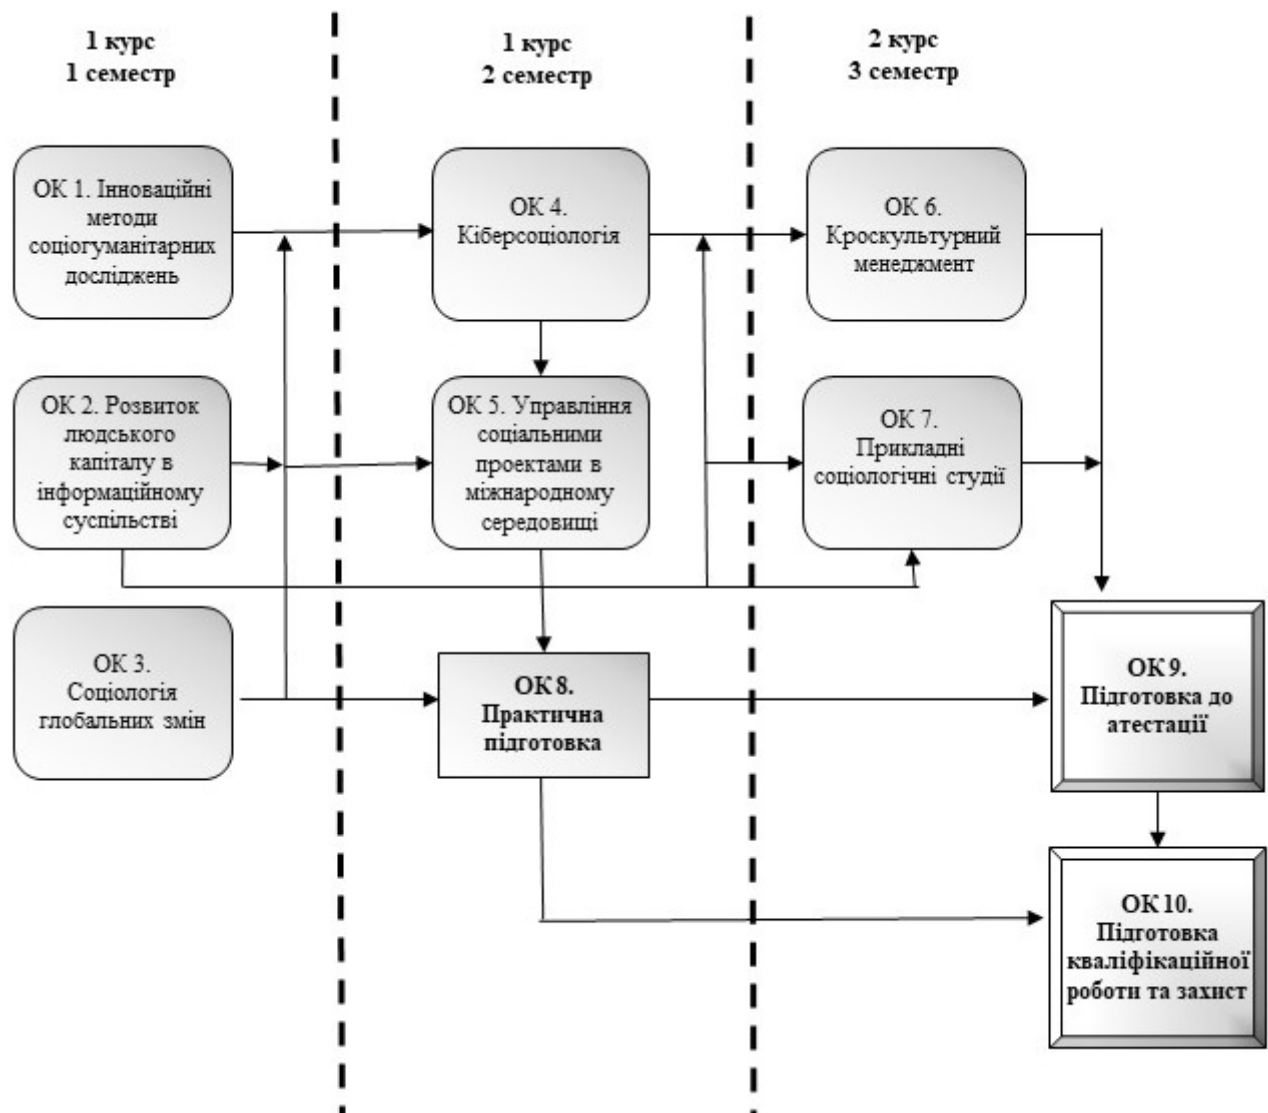 1 курс
1 семестр
1 курс
2 семестр
2 курс
3 семестр
ОК 1. Інноваційні
методи
соціогуманітарних
досліджень
ОК 4.
Кіберсоціологія
ОК 6.
Кроскультурний
менеджмент
ОК 2. Розвиток
людського
капіталу в
інформаційному
суспільстві
ОК 5. Управління
соціальними
проектами в
міжнародному
середовищі
ОК 7.
Прикладні
соціологічні студії
ОК 3.
Соціологія
глобальних змін
ОК 8.
Практична
підготовка
ОК 9.
Підготовка до
атестації
ОК 10.
Підготовка
кваліфікаційної
роботи та захист